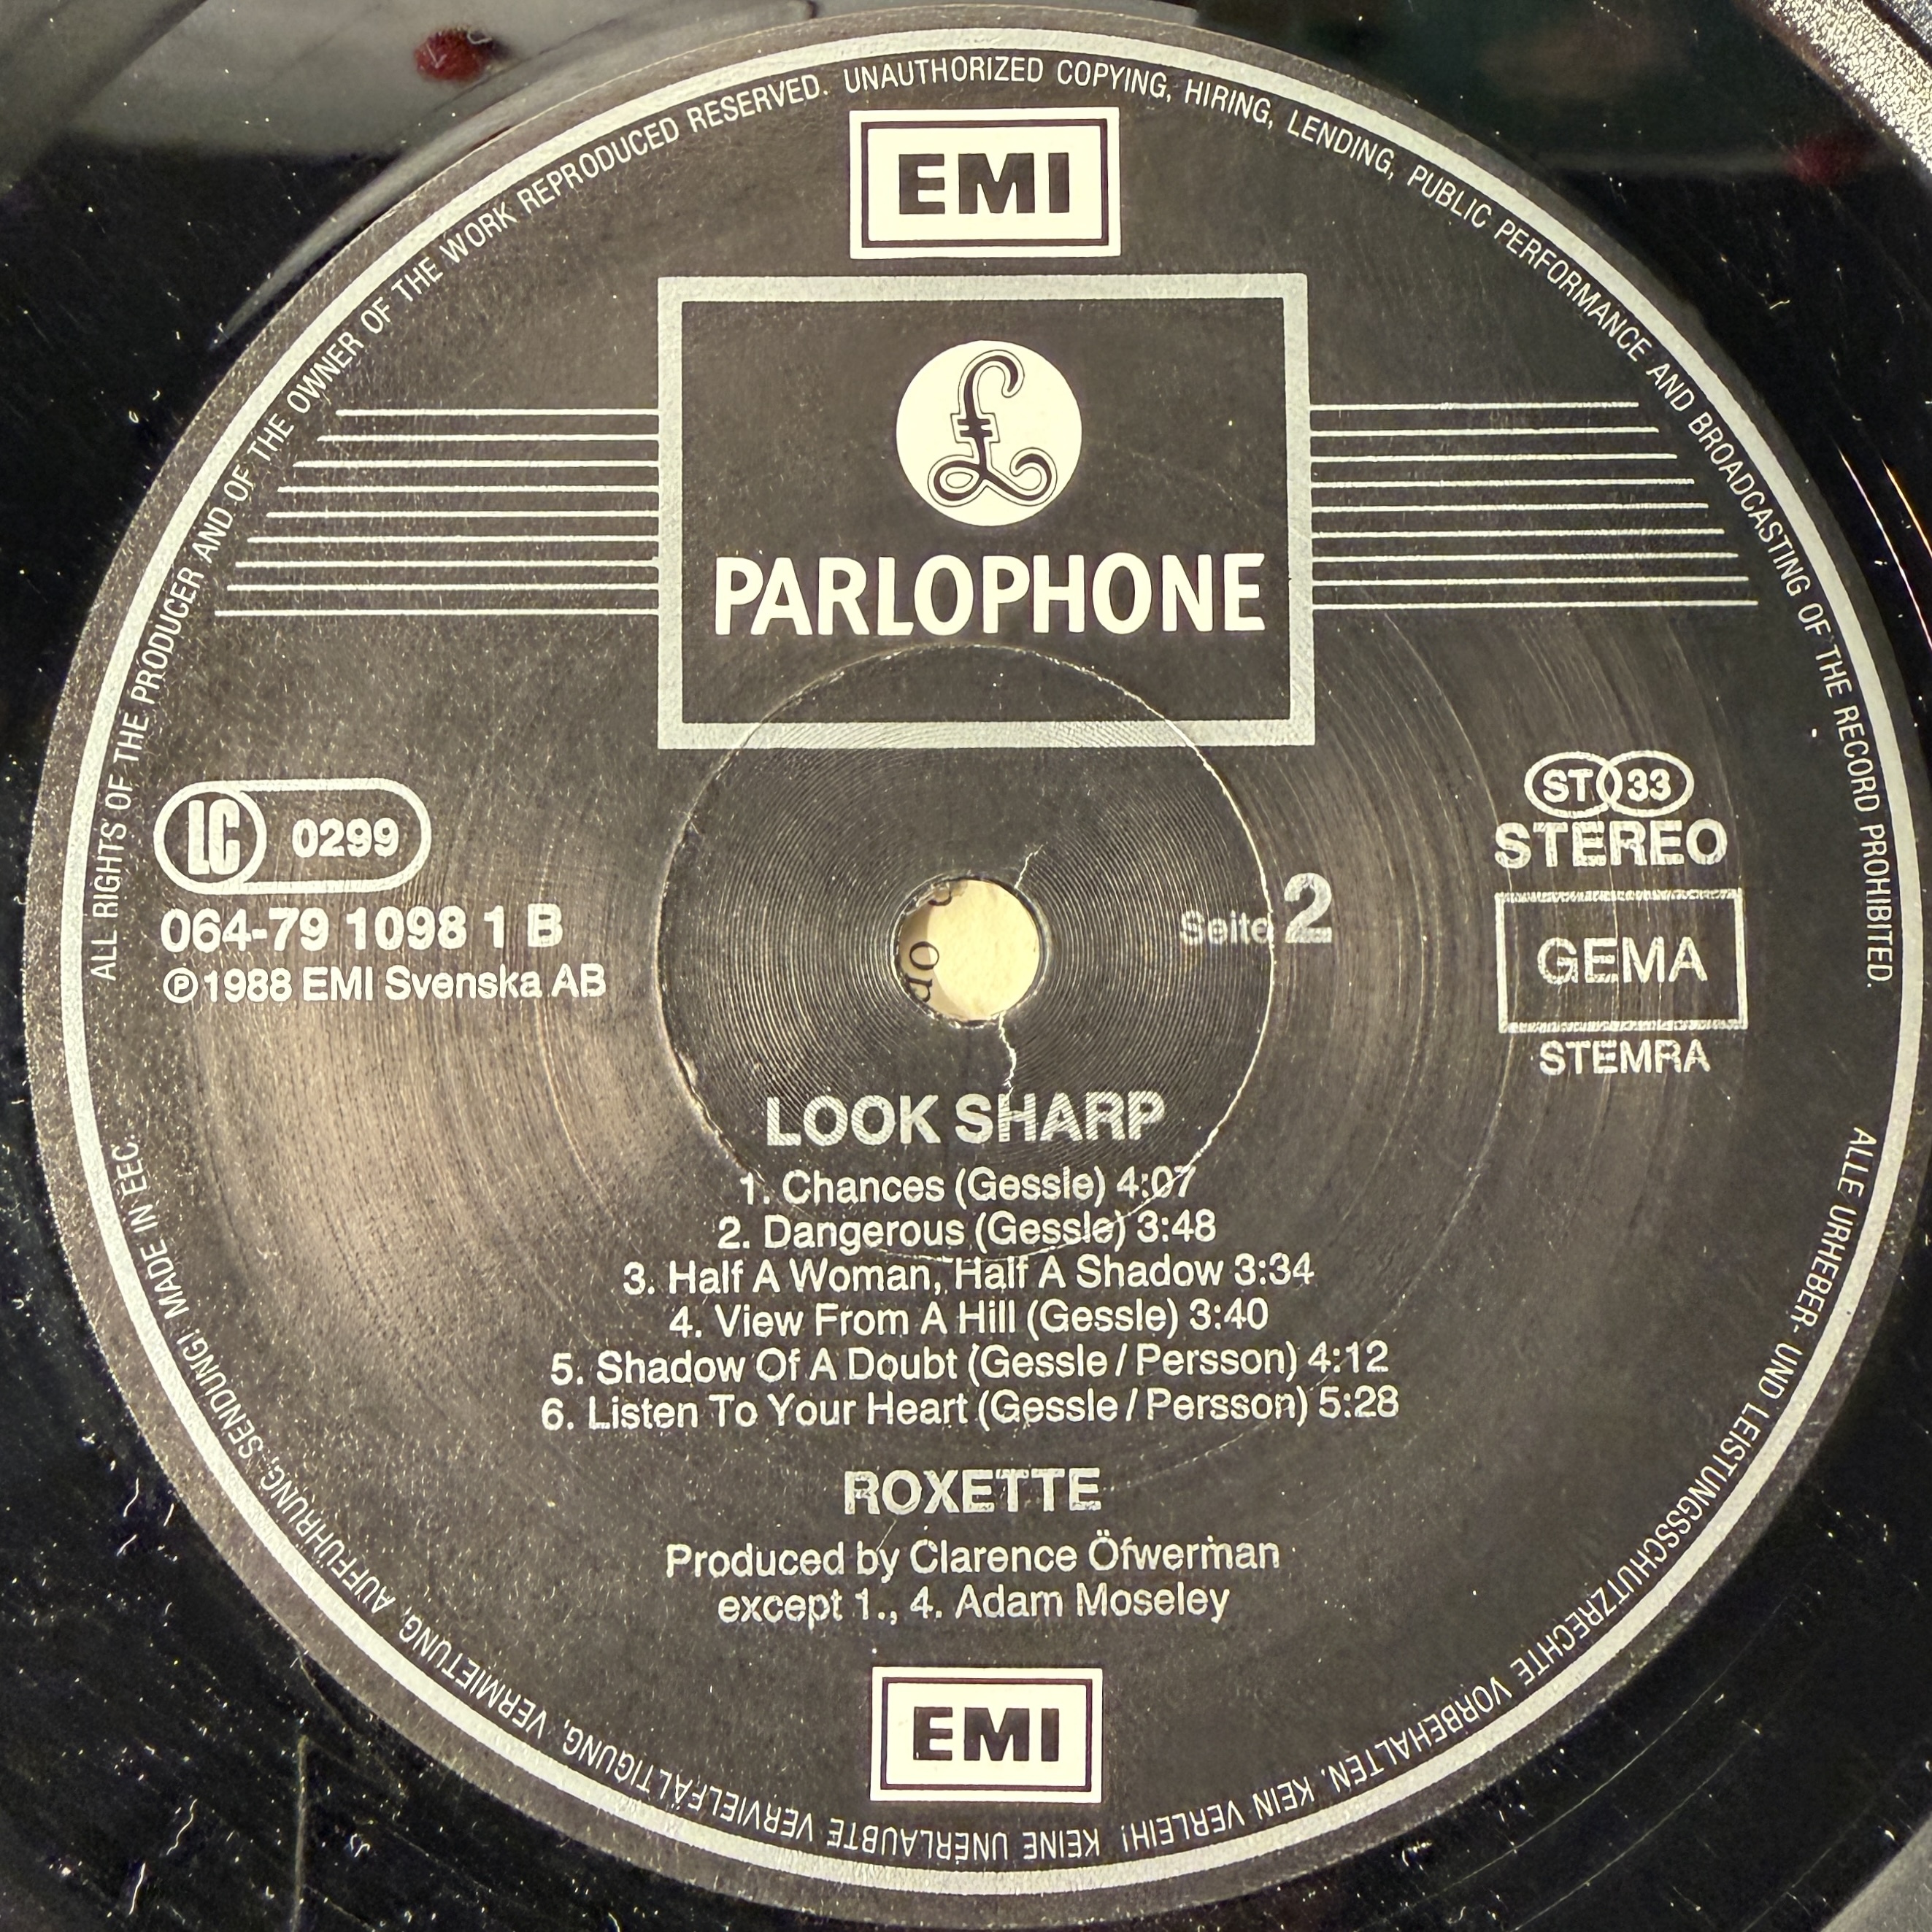 ALL RIGHTS OF THE PRODUCER AND OF THE OWNER OF THE WORK REPRODUCED RESERVED. UNAUTHORIZED COPYING, HIRING, LENDING, PUBLIC PERFORMANCE AND BROADCASTING OF THE RECORD PROHIBITED.
EMI
£
PARLOPHONE
LC 0299
064-79 1098 1 B
℗ 1988 EMI Svenska AB
Seite 2
ST 33
STEREO
GEMA
STEMRA
or
LOOK SHARP
1. Chances (Gessle) 4:07
2. Dangerous (Gessle) 3:48
3. Half A Woman, Half A Shadow 3:34
4. View From A Hill (Gessle) 3:40
5. Shadow Of A Doubt (Gessle / Persson) 4:12
6. Listen To Your Heart (Gessle / Persson) 5:28
ROXETTE
Produced by Clarence Öfwerman
except 1., 4. Adam Moseley
EMI
ALLE URHEBER- UND LEISTUNGSSCHUTZRECHTE VORBEHALTEN. KEIN VERLEIH! KEINE UNERLAUBTE VERVIELFÄLTIGUNG, VERMIETUNG, AUFFÜHRUNG, SENDUNG! MADE IN EEC.